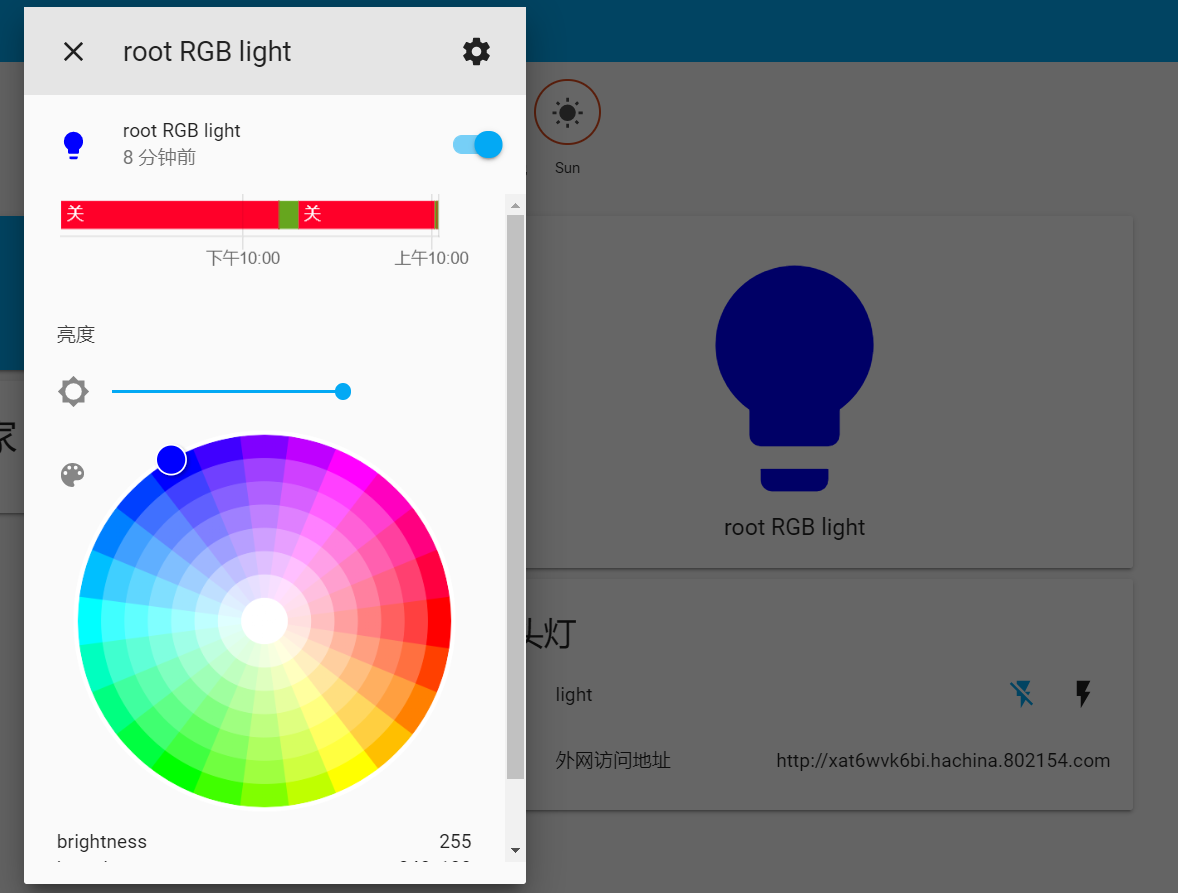 root RGB light
root RGB light
8 分钟前
关
关
下午10:00
上午10:00
亮度
brightness
255
Sun
root RGB light
头灯
light
外网访问地址
http://xat6wvk6bi.hachina.802154.com
家